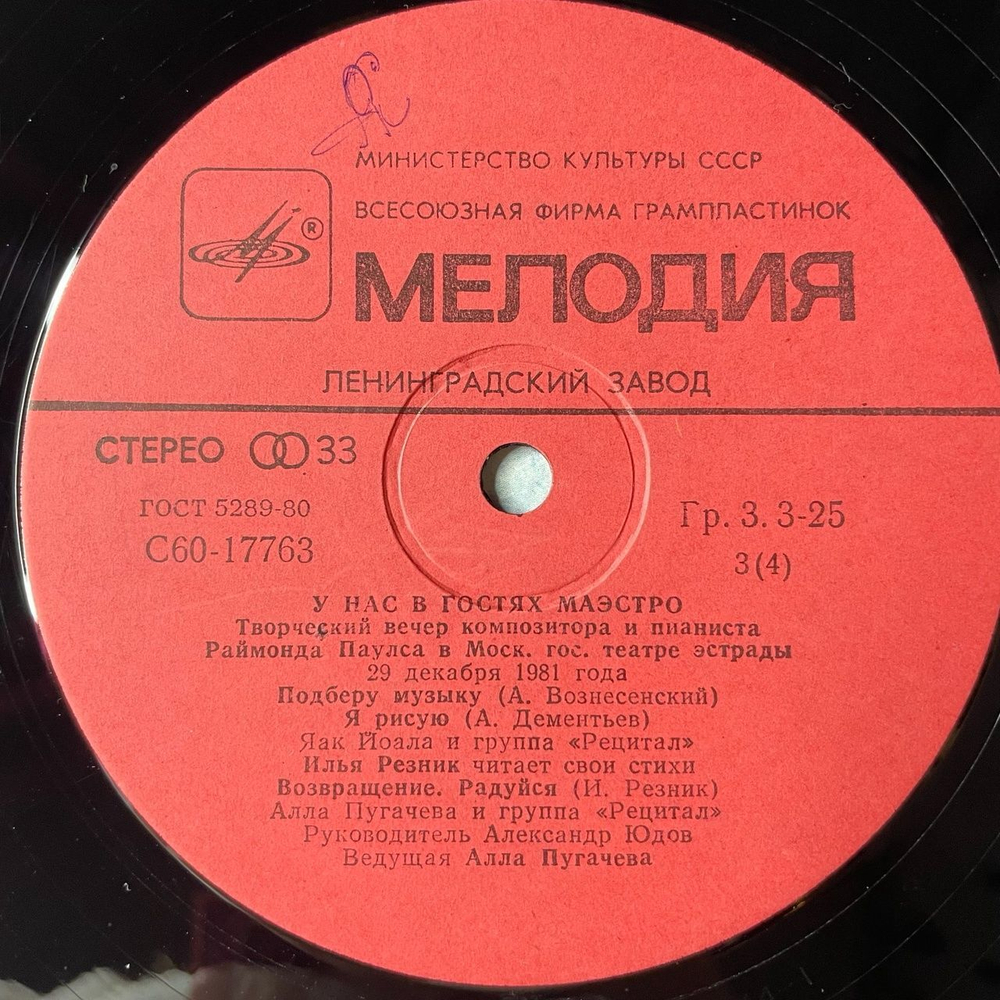 МИНИСТЕРСТВО КУЛЬТУРЫ СССР
ВСЕСОЮЗНАЯ ФИРМА ГРАМПЛАСТИНОК
®
МЕЛОДИЯ
ЛЕНИНГРАДСКИЙ ЗАВОД
СТЕРЕО 33
ГОСТ 5289-80
С60-17763
Гр. 3. 3-25
3(4)
У НАС В ГОСТЯХ МАЭСТРО
Творческий вечер композитора и пианиста
Раймонда Паулса в Моск. гос. театре эстрады
29 декабря 1981 года
Подберу музыку (А. Вознесенский)
Я рисую (А. Дементьев)
Яак Йоала и группа «Рецитал»
Илья Резник читает свои стихи
Возвращение. Радуйся (И. Резник)
Алла Пугачева и группа «Рецитал»
Руководитель Александр Юдов
Ведущая Алла Пугачева